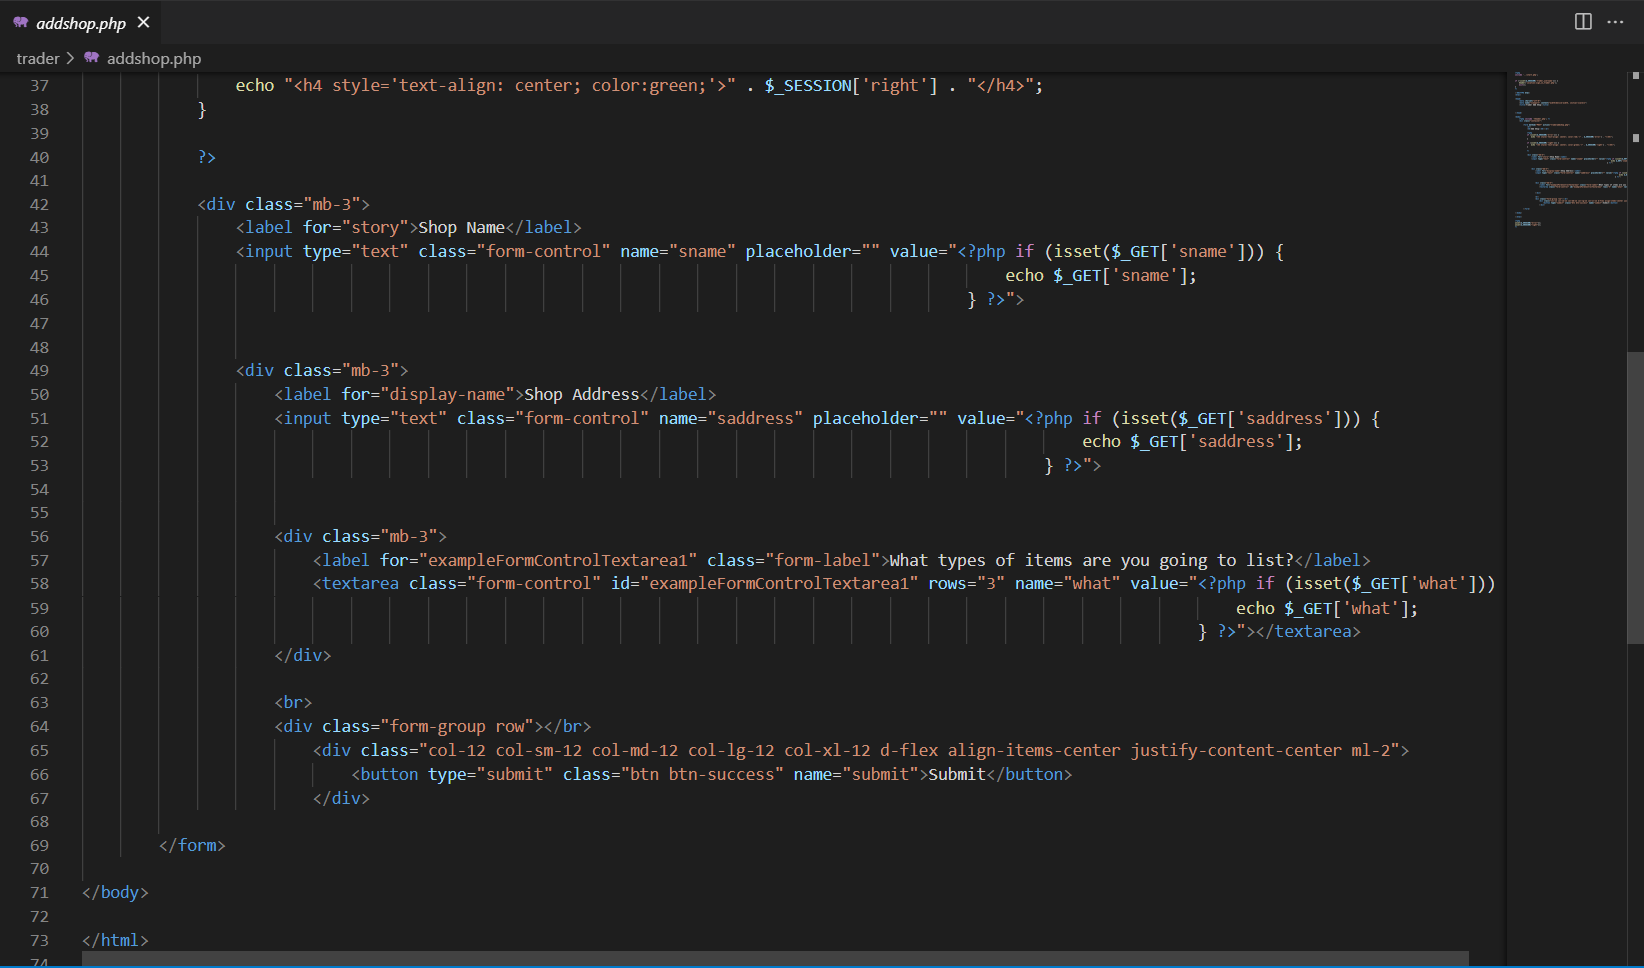 addshop.php
trader > addshop.php
37 echo "<h4 style='text-align: center; color:green;'>" . $_SESSION['right'] . "</h4>";
38 }
39
40 ?>
41
42 <div class="mb-3">
43 <label for="story">Shop Name</label>
44 <input type="text" class="form-control" name="sname" placeholder="" value="<?php if (isset($_GET['sname'])) {
45 echo $_GET['sname'];
46 } ?>">
47
48
49 <div class="mb-3">
50 <label for="display-name">Shop Address</label>
51 <input type="text" class="form-control" name="saddress" placeholder="" value="<?php if (isset($_GET['saddress'])) {
52 echo $_GET['saddress'];
53 } ?>">
54
55
56 <div class="mb-3">
57 <label for="exampleFormControlTextarea1" class="form-label">What types of items are you going to list?</label>
58 <textarea class="form-control" id="exampleFormControlTextarea1" rows="3" name="what" value="<?php if (isset($_GET['what']))
59 echo $_GET['what'];
60 } ?>"></textarea>
61 </div>
62
63 <br>
64 <div class="form-group row"></br>
65 <div class="col-12 col-sm-12 col-md-12 col-lg-12 col-xl-12 d-flex align-items-center justify-content-center ml-2">
66 <button type="submit" class="btn btn-success" name="submit">Submit</button>
67 </div>
68
69 </form>
70
71 </body>
72
73 </html>
74